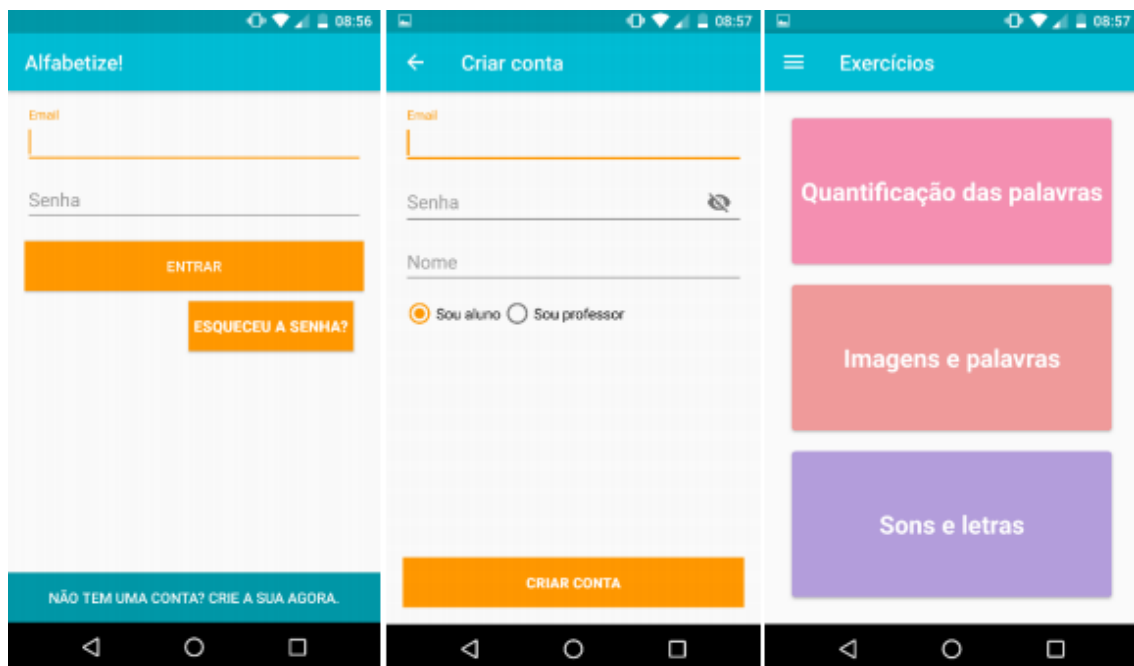 08:56
Alfabetize!
Email
Senha
ENTRAR
ESQUECEU A SENHA?
NÃO TEM UMA CONTA? CRIE A SUA AGORA.
08:57
Criar conta
Email
Senha
Nome
Sou aluno Sou professor
CRIAR CONTA
08:57
Exercícios
Quantificação das palavras
Imagens e palavras
Sons e letras